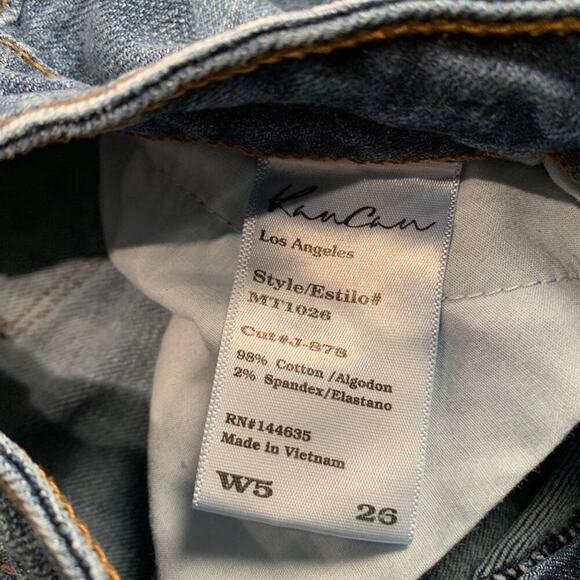 KanCan
Los Angeles
Style/Estilo#
MT1026
Cut#J-878
98% Cotton /Algodon
2% Spandex/Elastano
RN#144635
Made in Vietnam
W5 26